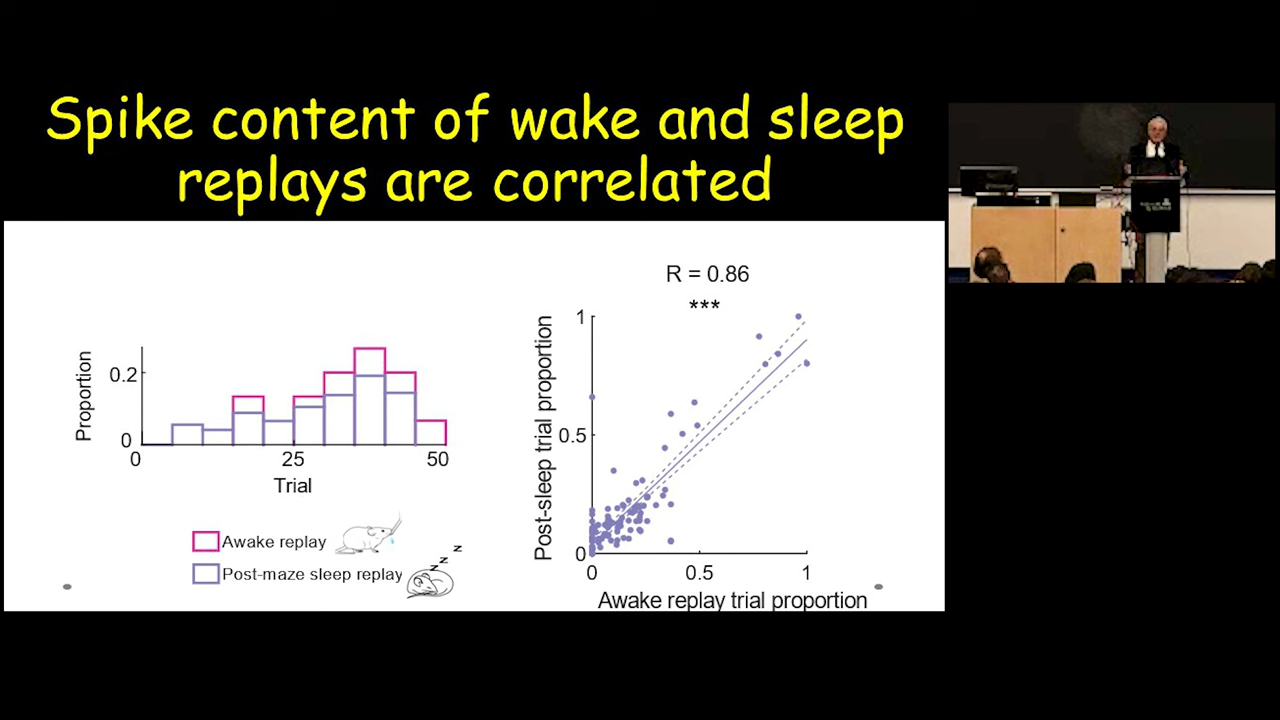 Spike content of wake and sleep
replays are correlated
Proportion
0.2
0
0
25
50
Trial
Awake replay
Post-maze sleep replay
z
z
z
R = 0.86
***
Post-sleep trial proportion
1
0.5
0
0
0.5
1
Awake replay trial proportion